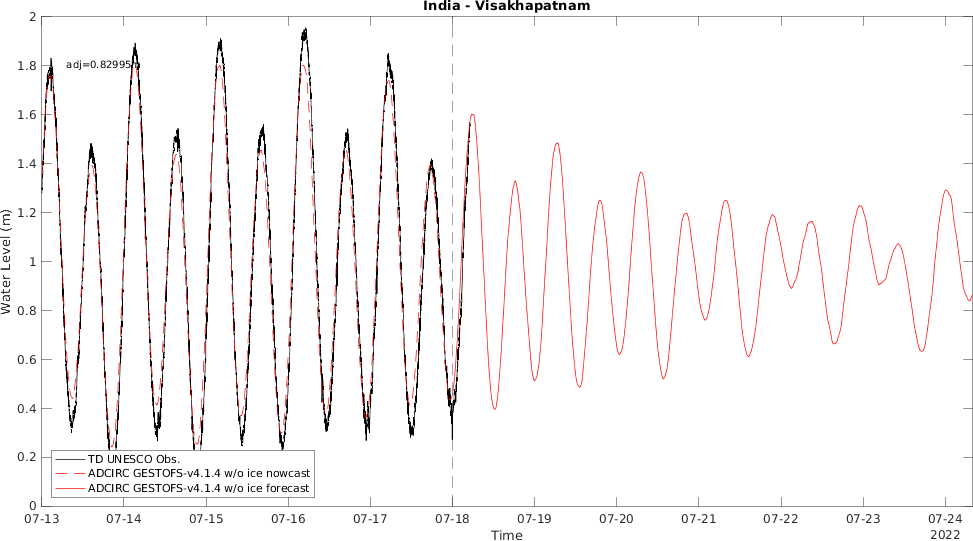 India - Visakhapatnam
2
1.8
1.6
1.4
1.2
1
0.8
0.6
0.4
0.2
0
Water Level (m)
adj=0.82995
TD UNESCO Obs.
ADCIRC GESTOFS-v4.1.4 w/o ice nowcast
ADCIRC GESTOFS-v4.1.4 w/o ice forecast
07-13 07-14 07-15 07-16 07-17 07-18 07-19 07-20 07-21 07-22 07-23 07-24
2022
Time